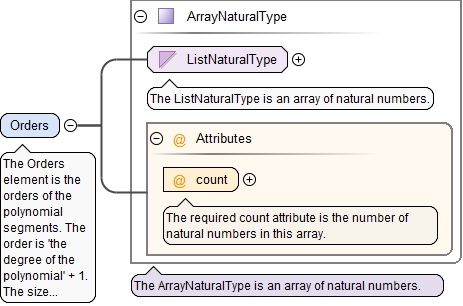 ArrayNaturalType
ListNaturalType
The ListNaturalType is an array of natural numbers.
Orders
The Orders
element is the
orders of the
polynomial
segments. The
order is 'the
degree of the
polynomial' + 1.
The size...
@ Attributes
@ count
The required count attribute is the number of
natural numbers in this array.
The ArrayNaturalType is an array of natural numbers.